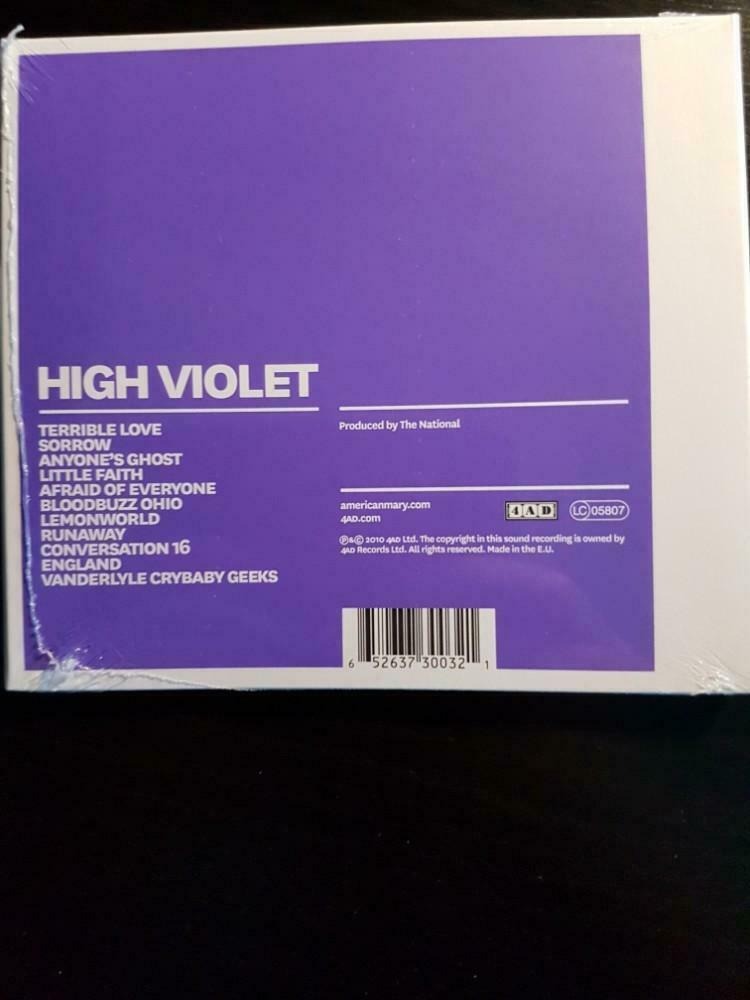 HIGH VIOLET
TERRIBLE LOVE
SORROW
ANYONE'S GHOST
LITTLE FAITH
AFRAID OF EVERYONE
BLOODBUZZ OHIO
LEMONWORLD
RUNAWAY
CONVERSATION 16
ENGLAND
VANDERLYLE CRYBABY GEEKS
Produced by The National
americanmary.com
4AD.com
4AD
LC 05807
℗&© 2010 4AD Ltd. The copyright in this sound recording is owned by
4AD Records Ltd. All rights reserved. Made in the E.U.
6 52637 30032 1